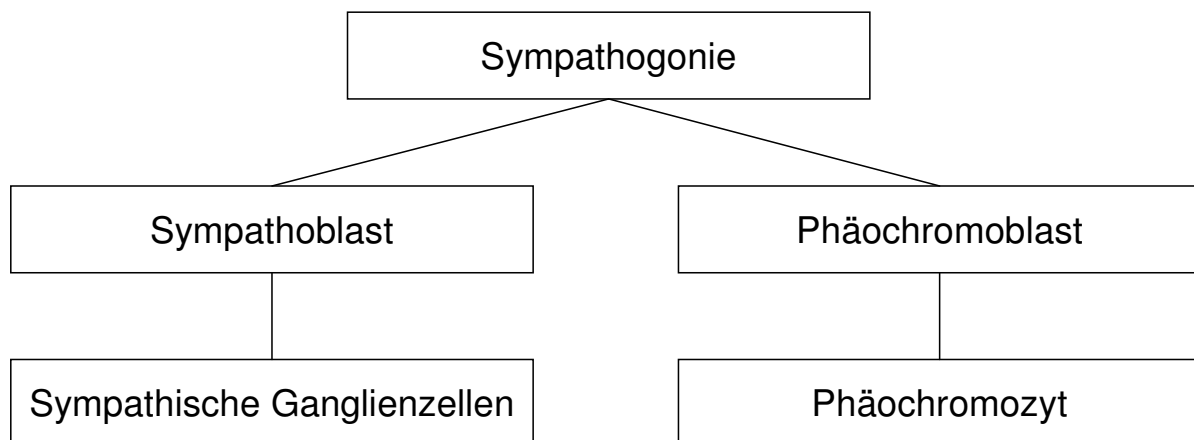 Sympathogonie
Sympathoblast
Phäochromoblast
Sympathische Ganglienzellen
Phäochromozyt